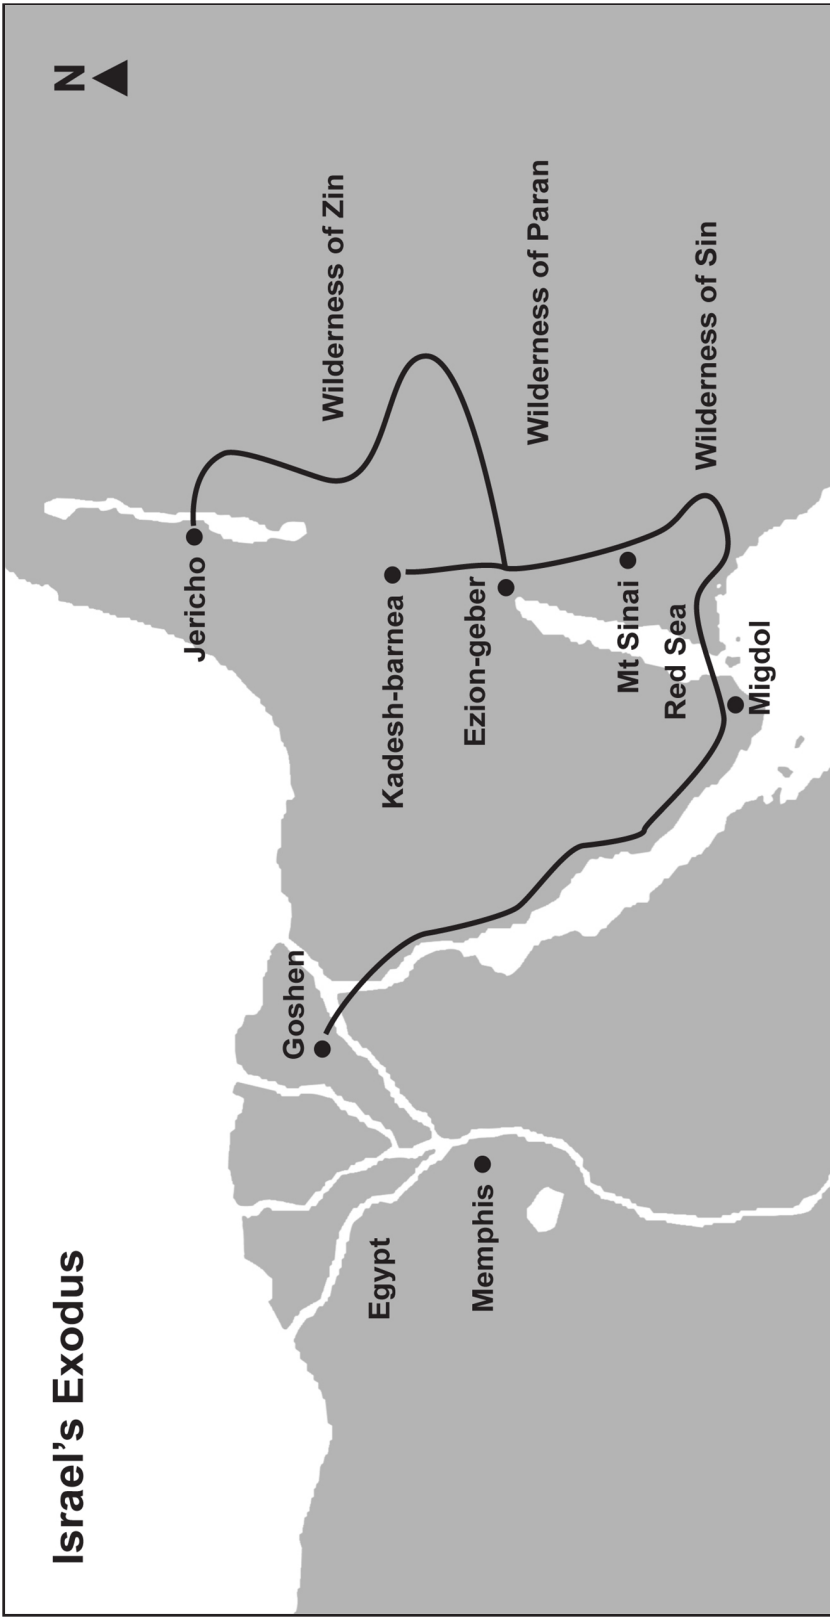 Israel's Exodus
N
Jericho
Wilderness of Zin
Goshen
Kadesh-barnea
Egypt
Ezion-geber
Memphis
Wilderness of Paran
Mt Sinai
Red Sea
Wilderness of Sin
Migdol